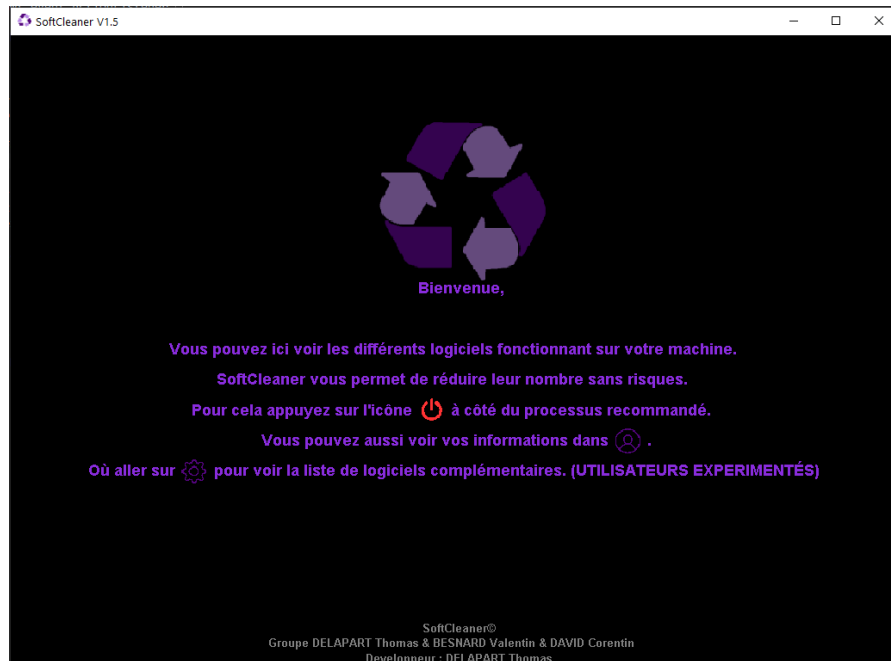 SoftCleaner V1.5
Bienvenue,
Vous pouvez ici voir les différents logiciels fonctionnant sur votre machine.
SoftCleaner vous permet de réduire leur nombre sans risques.
Pour cela appuyez sur l'icône à côté du processus recommandé.
Vous pouvez aussi voir vos informations dans .
Où aller sur pour voir la liste de logiciels complémentaires. (UTILISATEURS EXPERIMENTÉS)
SoftCleaner©
Groupe DELAPART Thomas & BESNARD Valentin & DAVID Corentin
Developpeur : DELAPART Thomas